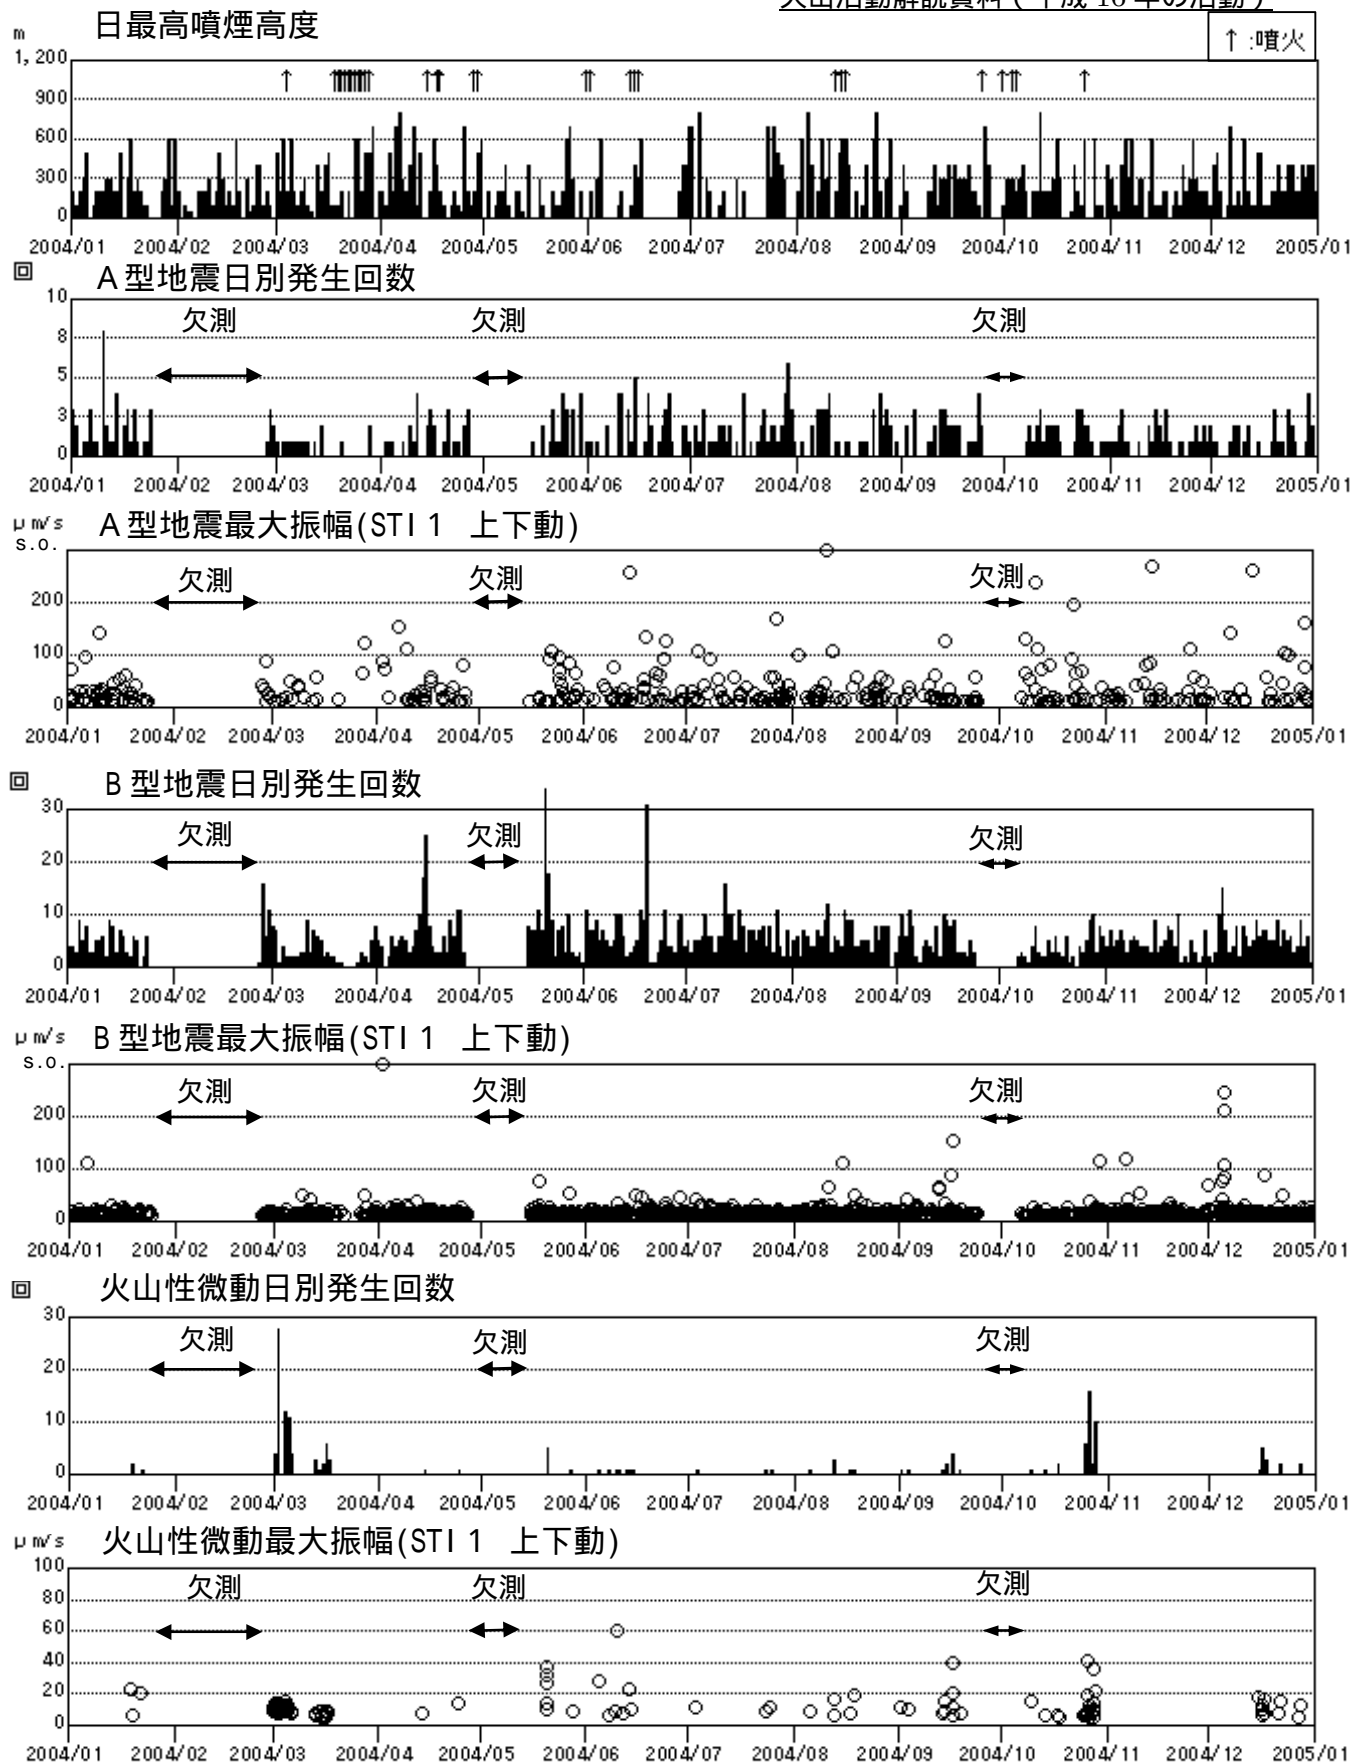 火山活動解説資料（平成 16 年の活動）
日最高噴煙高度
↑:噴火
m
1,200
900
600
300
0
2004/01 2004/02 2004/03 2004/04 2004/05 2004/06 2004/07 2004/08 2004/09 2004/10 2004/11 2004/12 2005/01
回 A型地震日別発生回数
10
欠測 欠測 欠測
8
5
3
0
2004/01 2004/02 2004/03 2004/04 2004/05 2004/06 2004/07 2004/08 2004/09 2004/10 2004/11 2004/12 2005/01
μm/s A型地震最大振幅(STI1 上下動)
S.O.
欠測 欠測 欠測
200
100
0
2004/01 2004/02 2004/03 2004/04 2004/05 2004/06 2004/07 2004/08 2004/09 2004/10 2004/11 2004/12 2005/01
回 B型地震日別発生回数
30
欠測 欠測 欠測
20
10
0
2004/01 2004/02 2004/03 2004/04 2004/05 2004/06 2004/07 2004/08 2004/09 2004/10 2004/11 2004/12 2005/01
μm/s B型地震最大振幅(STI1 上下動)
S.O.
欠測 欠測 欠測
200
100
0
2004/01 2004/02 2004/03 2004/04 2004/05 2004/06 2004/07 2004/08 2004/09 2004/10 2004/11 2004/12 2005/01
回 火山性微動日別発生回数
30
欠測 欠測 欠測
20
10
0
2004/01 2004/02 2004/03 2004/04 2004/05 2004/06 2004/07 2004/08 2004/09 2004/10 2004/11 2004/12 2005/01
μm/s 火山性微動最大振幅(STI1 上下動)
100
欠測 欠測 欠測
80
60
40
20
0
2004/01 2004/02 2004/03 2004/04 2004/05 2004/06 2004/07 2004/08 2004/09 2004/10 2004/11 2004/12 2005/01